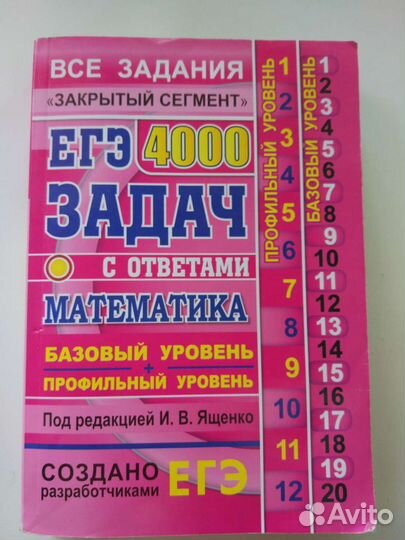 ВСЕ ЗАДАНИЯ
«ЗАКРЫТЫЙ СЕГМЕНТ»
ЕГЭ 4000
ЗАДАЧ
С ОТВЕТАМИ
МАТЕМАТИКА
БАЗОВЫЙ УРОВЕНЬ
+
ПРОФИЛЬНЫЙ УРОВЕНЬ
Под редакцией И. В. Ященко
СОЗДАНО
разработчиками ЕГЭ
ПРОФИЛЬНЫЙ УРОВЕНЬ
1
2
3
4
5
6
7
8
9
10
11
12
БАЗОВЫЙ УРОВЕНЬ
1
2
3
4
5
6
7
8
9
10
11
12
13
14
15
16
17
18
19
20
Avito